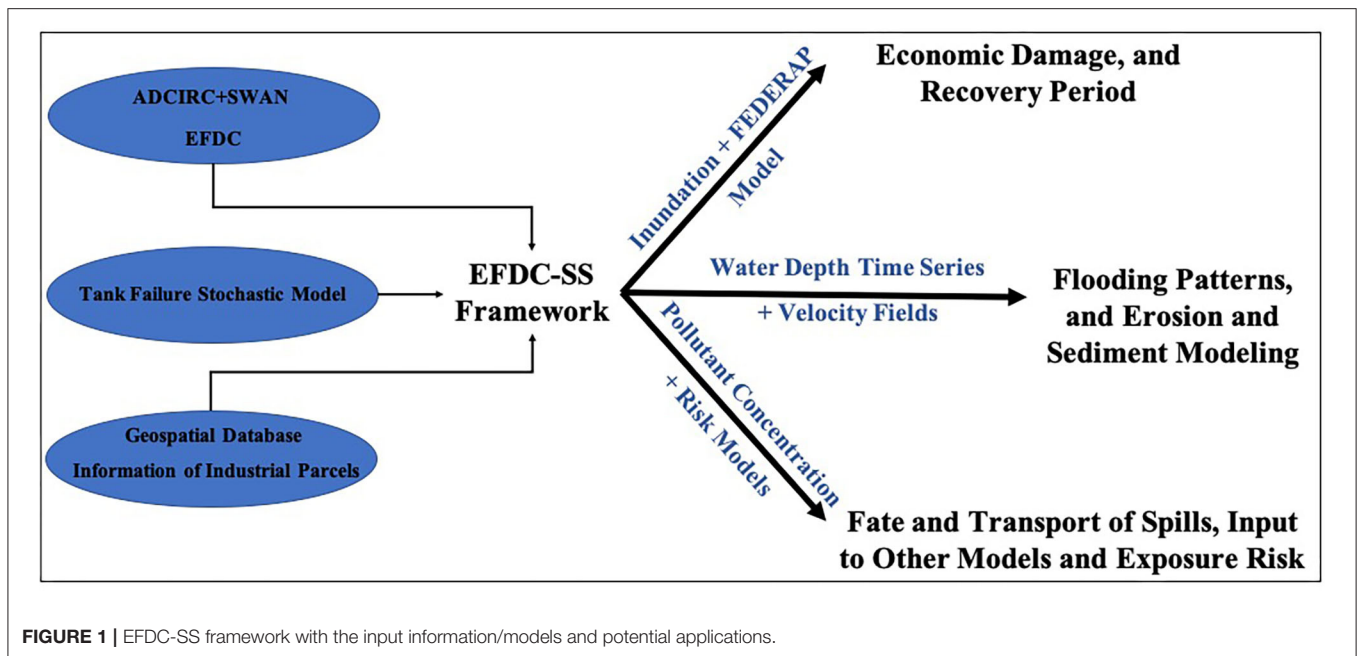 ADCIRC+SWAN
EFDC
Tank Failure Stochastic Model
Geospatial Database
Information of Industrial Parcels
EFDC-SS
Framework
Inundation + FEDERAP
Model
Economic Damage, and
Recovery Period
Water Depth Time Series
+ Velocity Fields
Flooding Patterns,
and Erosion and
Sediment Modeling
Pollutant Concentration
+ Risk Models
Fate and Transport of Spills, Input
to Other Models and Exposure Risk
FIGURE 1 | EFDC-SS framework with the input information/models and potential applications.